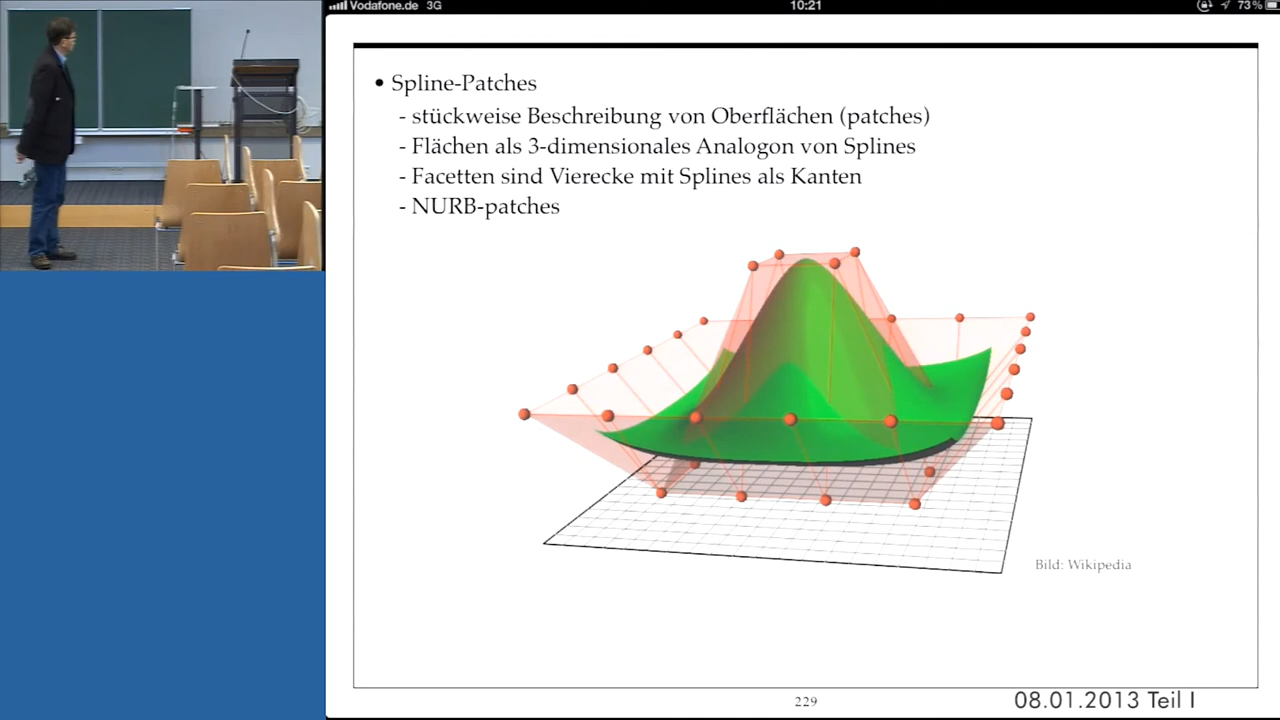 Vodafone.de 3G 10:21 73%
• Spline-Patches
- stückweise Beschreibung von Oberflächen (patches)
- Flächen als 3-dimensionales Analogon von Splines
- Facetten sind Vierecke mit Splines als Kanten
- NURB-patches
Bild: Wikipedia
229
08.01.2013 Teil I